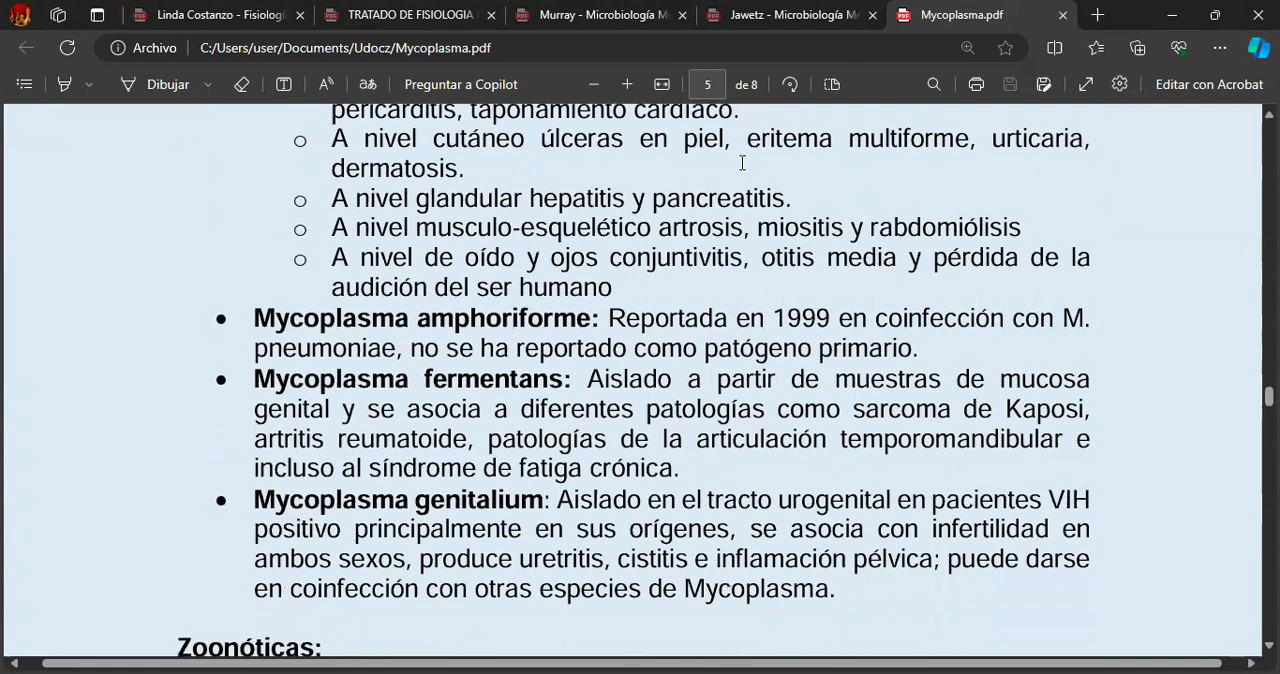 Linda Costanzo - Fisiologí
TRATADO DE FISIOLOGIA
Murray - Microbiología M
Jawetz - Microbiología Mé
Mycoplasma.pdf
Archivo C:/Users/user/Documents/Udocz/Mycoplasma.pdf
Dibujar
aあ
Preguntar a Copilot
5 de 8
Editar con Acrobat
pericarditis, taponamiento cardíaco.
o A nivel cutáneo úlceras en piel, eritema multiforme, urticaria,
dermatosis.
o A nivel glandular hepatitis y pancreatitis.
o A nivel musculo-esquelético artrosis, miositis y rabdomiólisis
o A nivel de oído y ojos conjuntivitis, otitis media y pérdida de la
audición del ser humano
• Mycoplasma amphoriforme: Reportada en 1999 en coinfección con M.
pneumoniae, no se ha reportado como patógeno primario.
• Mycoplasma fermentans: Aislado a partir de muestras de mucosa
genital y se asocia a diferentes patologías como sarcoma de Kaposi,
artritis reumatoide, patologías de la articulación temporomandibular e
incluso al síndrome de fatiga crónica.
• Mycoplasma genitalium: Aislado en el tracto urogenital en pacientes VIH
positivo principalmente en sus orígenes, se asocia con infertilidad en
ambos sexos, produce uretritis, cistitis e inflamación pélvica; puede darse
en coinfección con otras especies de Mycoplasma.
Zoonóticas: